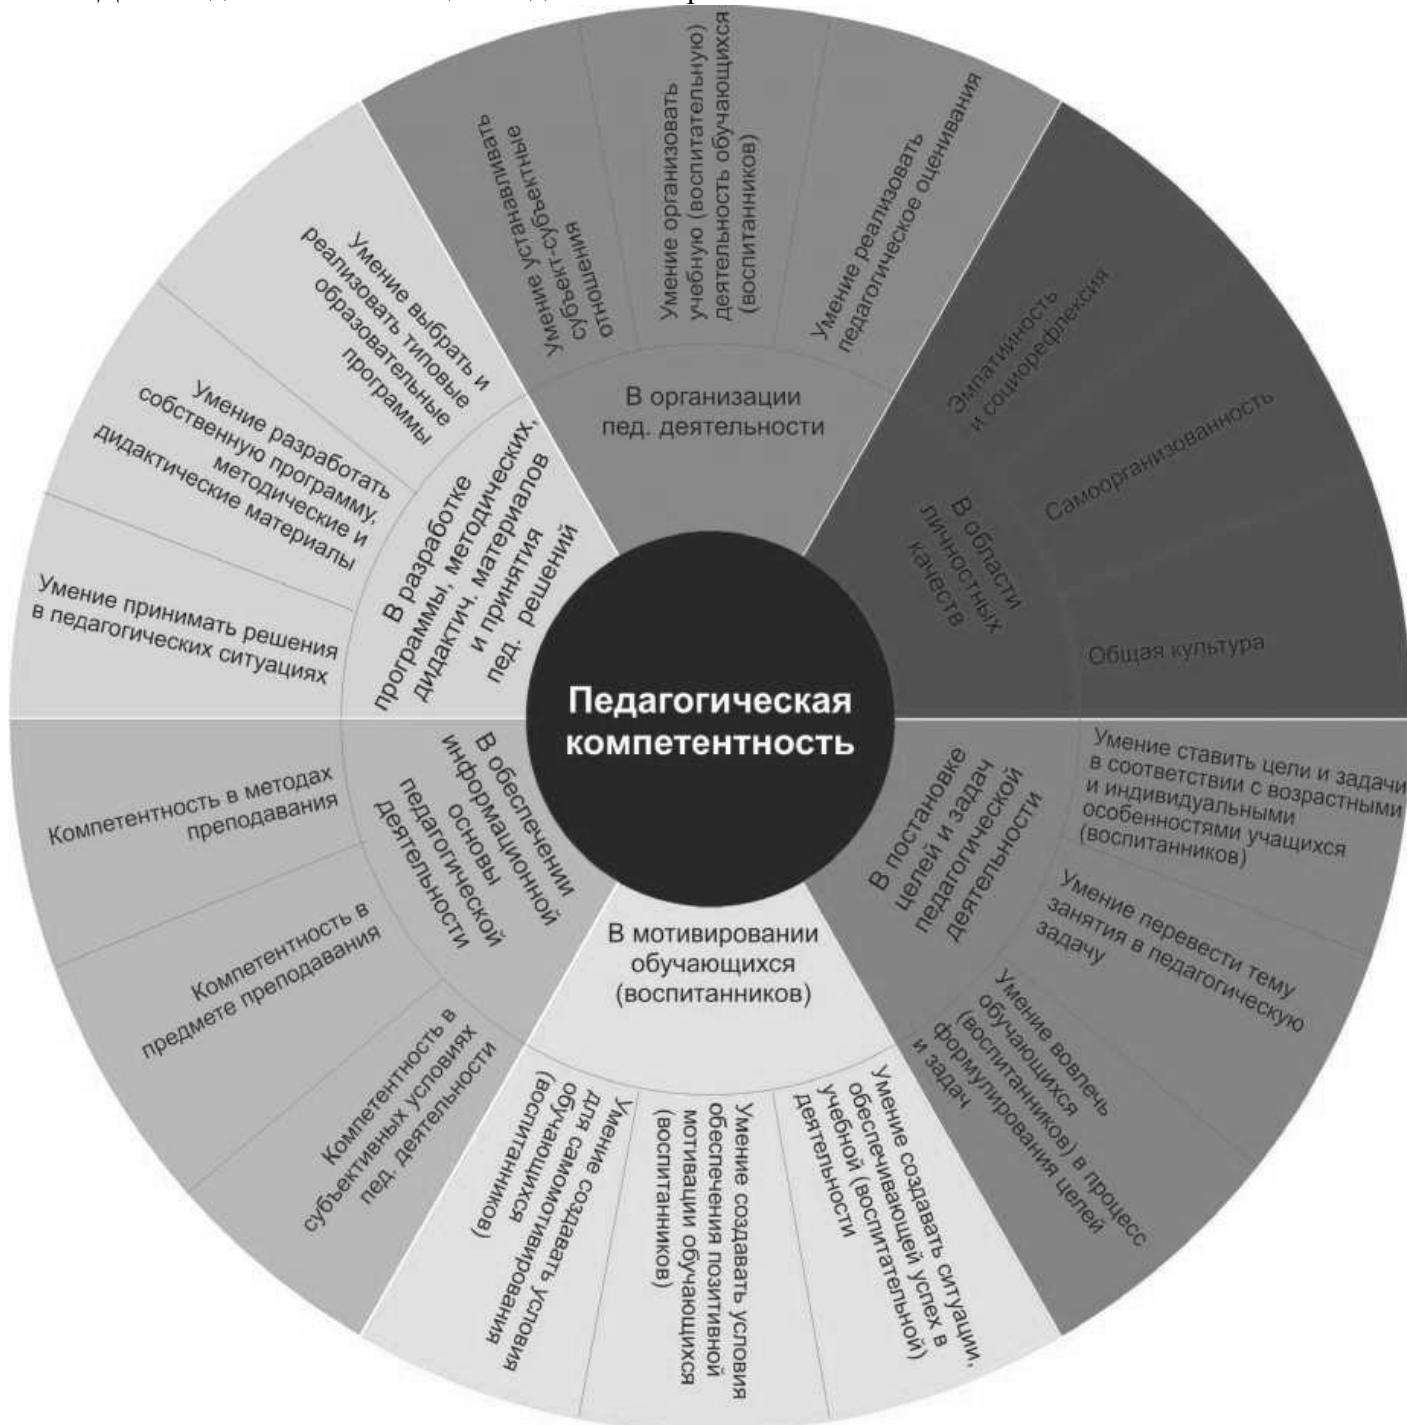 Педагогическая
компетентность
В организации
пед. деятельности
Умение устанавливать
субъект-субъектные
отношения
Умение организовать
учебную (воспитательную)
деятельность обучающихся
(воспитанников)
Умение реализовать
педагогическое оценивания
В области
личностных
качеств
Эмпатийность
и социорефлексия
Самоорганизованность
Общая культура
В постановке
целей и задач
педагогической
деятельности
Умение ставить цели и задачи
в соответствии с возрастными
и индивидуальными
особенностями учащихся
(воспитанников)
Умение перевести тему
занятия в педагогическую
задачу
Умение вовлечь
обучающихся
(воспитанников) в процесс
формулирования целей
и задач
В мотивировании
обучающихся
(воспитанников)
Умение создавать ситуации,
обеспечивающей успех в
учебной (воспитательной)
деятельности
Умение создавать условия
обеспечения позитивной
мотивации обучающихся
(воспитанников)
Умение создавать условия
для самомотивирования
обучающихся
(воспитанников)
В обеспечении
информационной
основы
педагогической
деятельности
Компетентность в
субъективных условиях
пед. деятельности
Компетентность в
предмете преподавания
Компетентность в методах
преподавания
В разработке
программы, методических,
дидактич. материалов
и принятия
пед. решений
Умение принимать решения
в педагогических ситуациях
Умение разработать
собственную программу,
методические и
дидактические материалы
Умение выбрать и
реализовать типовые
образовательные
программы